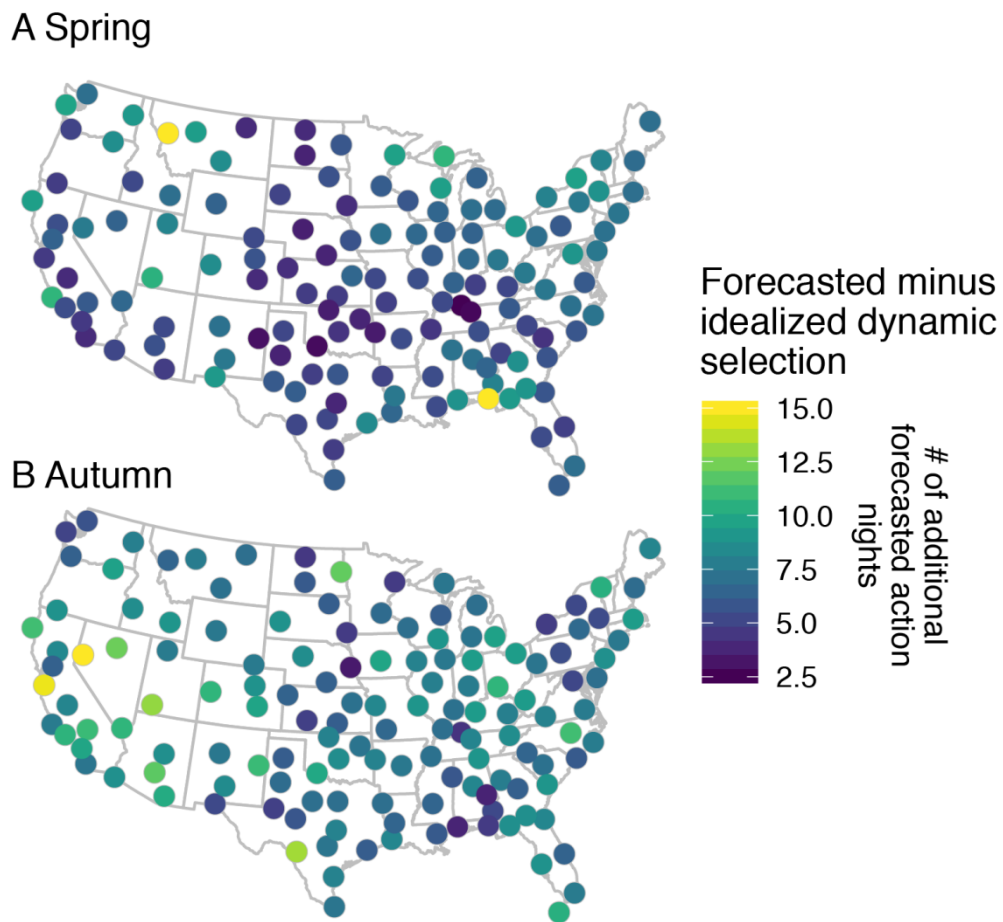 A Spring
B Autumn
Forecasted minus
idealized dynamic
selection
15.0
12.5
10.0
7.5
5.0
2.5
# of additional
forecasted action
nights